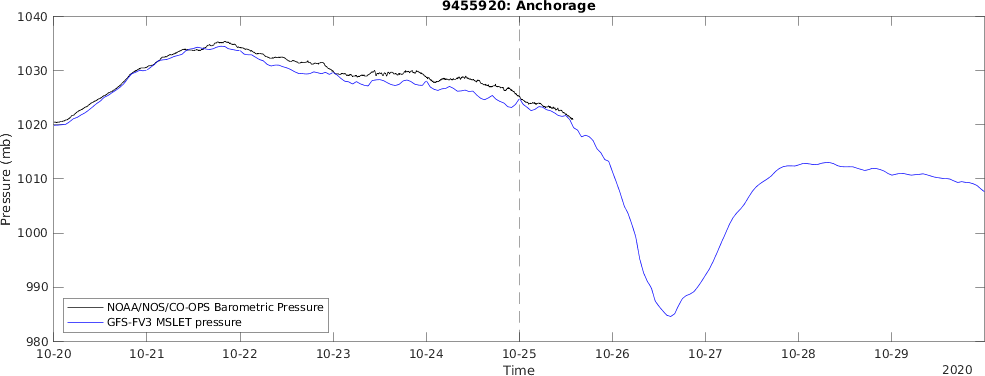 9455920: Anchorage
1040
1030
1020
1010
1000
990
980
Pressure (mb)
NOAA/NOS/CO-OPS Barometric Pressure
GFS-FV3 MSLET pressure
10-20 10-21 10-22 10-23 10-24 10-25 10-26 10-27 10-28 10-29
Time
2020